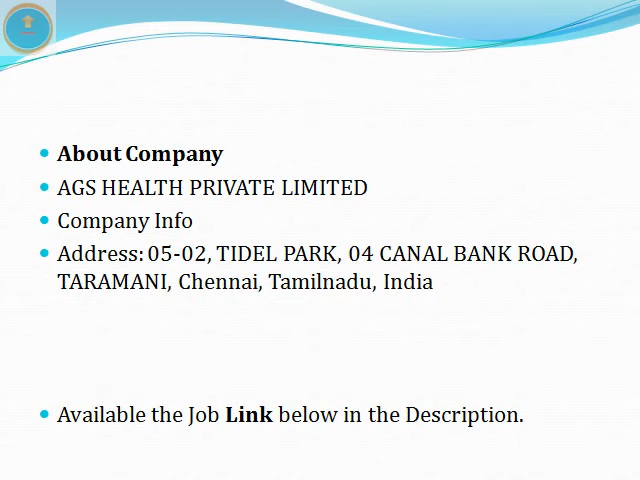 About Company
AGS HEALTH PRIVATE LIMITED
Company Info
Address: 05-02, TIDEL PARK, 04 CANAL BANK ROAD,
TARAMANI, Chennai, Tamilnadu, India
Available the Job Link below in the Description.